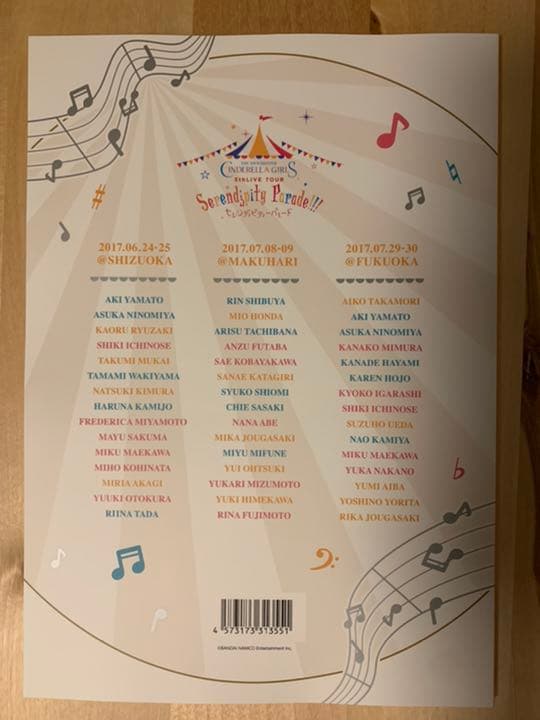 THE IDOLM@STER
CINDERELLA GIRLS
5thLIVE TOUR
Serendipity Parade!!!
セレンディピティパレード
2017.06.24-25
@SHIZUOKA
AKI YAMATO
ASUKA NINOMIYA
KAORU RYUZAKI
SHIKI ICHINOSE
TAKUMI MUKAI
TAMAMI WAKIYAMA
NATSUKI KIMURA
HARUNA KAMIJO
FREDERICA MIYAMOTO
MAYU SAKUMA
MIKU MAEKAWA
MIHO KOHINATA
MIRIA AKAGI
YUUKI OTOKURA
RIINA TADA
2017.07.08-09
@MAKUHARI
RIN SHIBUYA
MIO HONDA
ARISU TACHIBANA
ANZU FUTABA
SAE KOBAYAKAWA
SANAE KATAGIRI
SYUKO SHIOMI
CHIE SASAKI
NANA ABE
MIKA JOUGASAKI
MIYU MIFUNE
YUI OHTSUKI
YUKARI MIZUMOTO
YUKI HIMEKAWA
RINA FUJIMOTO
2017.07.29-30
@FUKUOKA
AIKO TAKAMORI
AKI YAMATO
ASUKA NINOMIYA
KANAKO MIMURA
KANADE HAYAMI
KAREN HOJO
KYOKO IGARASHI
SHIKI ICHINOSE
SUZUHO UEDA
NAO KAMIYA
MIKU MAEKAWA
YUKA NAKANO
YUMI AIBA
YOSHINO YORITA
RIKA JOUGASAKI
4 573173 313551
©BANDAI NAMCO Entertainment Inc.